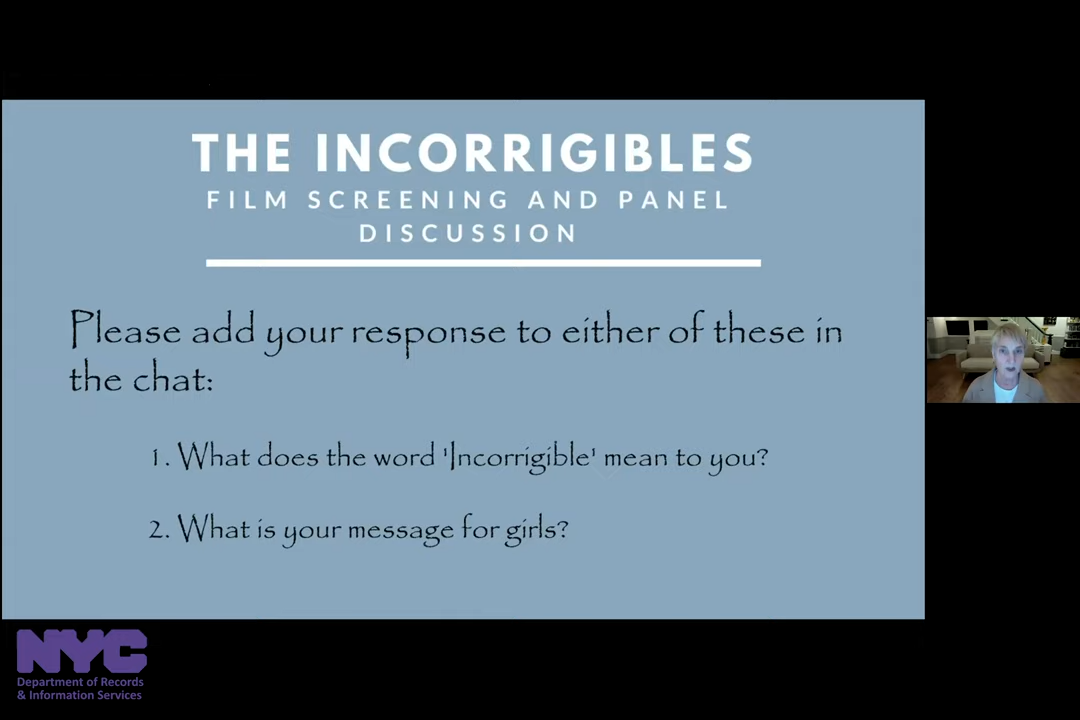 THE INCORRIGIBLES
FILM SCREENING AND PANEL
DISCUSSION
Please add your response to either of these in
the chat:
1. What does the word 'Incorrigible' mean to you?
2. What is your message for girls?
NYC
Department of Records
& Information Services